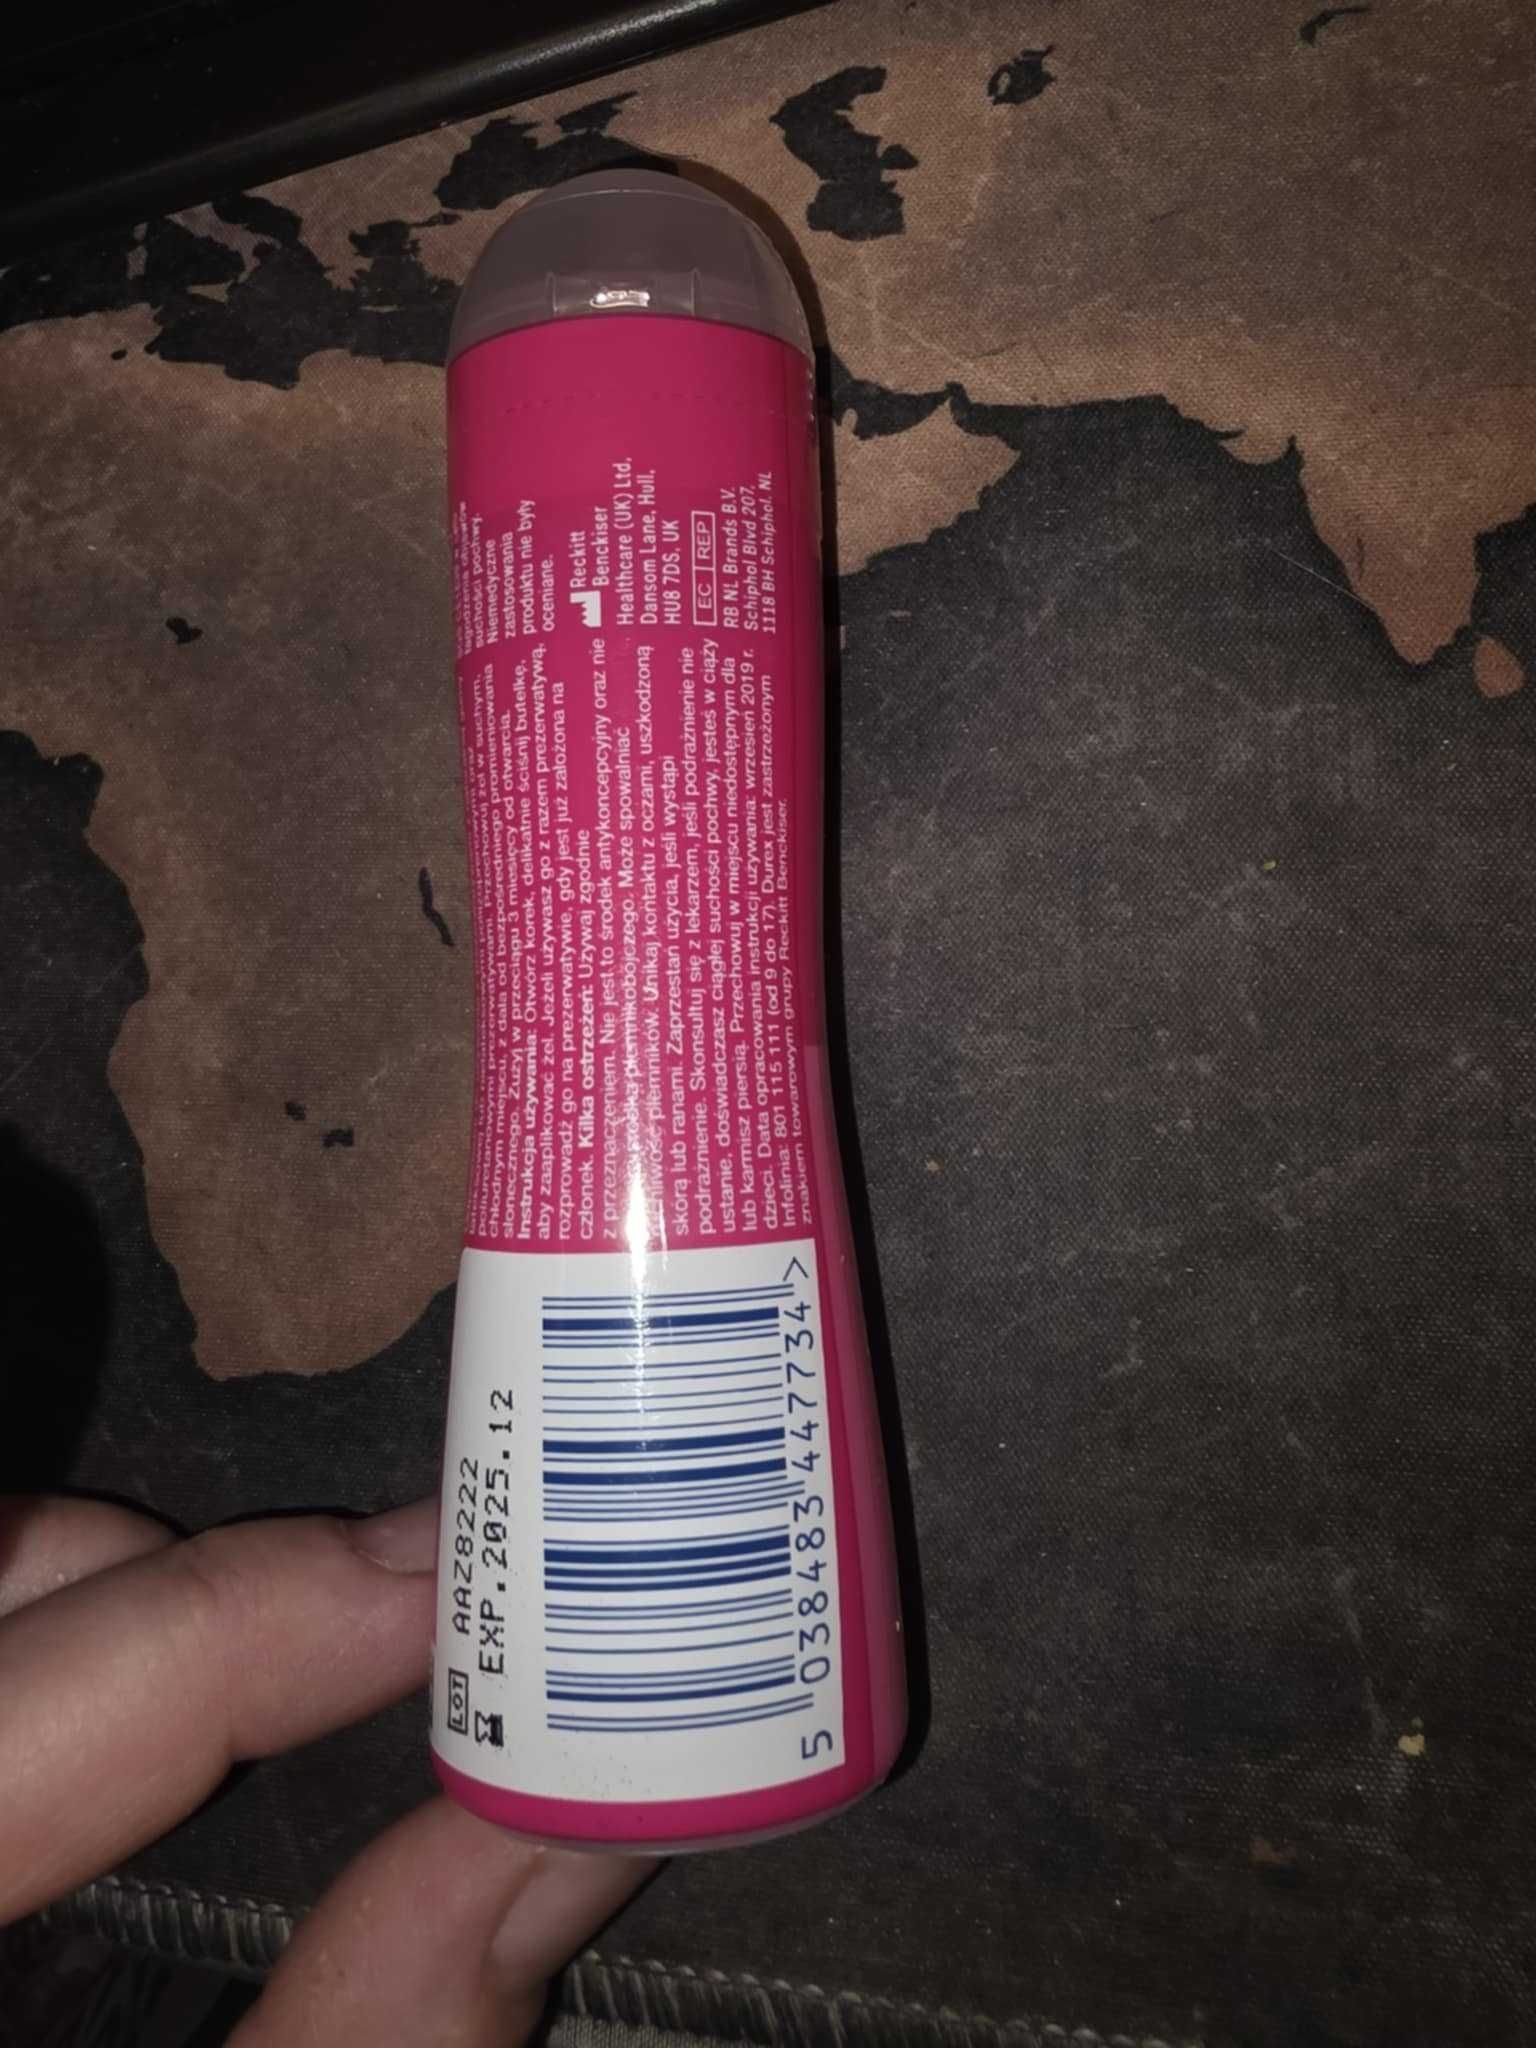 suchości pochwy.
Niemedyczne
zastosowania
produktu nie były
oceniane.
Reckitt
Benckiser
Healthcare (UK) Ltd,
Dansom Lane, Hull,
HU8 7DS, UK
EC REP
RB NL Brands B.V.
Schiphol Blvd 207,
1118 BH Schiphol, NL
poliuretanowymi prezerwatywami. Przechowuj żel w suchym,
chłodnym miejscu, z dala od bezpośredniego promieniowania
słonecznego. Zużyj w przeciągu 3 miesięcy od otwarcia.
Instrukcja używania: Otwórz korek, delikatnie ściśnij butelkę,
aby zaaplikować żel. Jeżeli używasz go z razem prezerwatywą,
rozprowadź go na prezerwatywie, gdy jest już założona na
członek. Kilka ostrzeżeń: Używaj zgodnie
z przeznaczeniem. Nie jest to środek antykoncepcyjny oraz nie
plemnikobójczego. Może spowalniać
plemników. Unikaj kontaktu z oczami, uszkodzoną
skórą lub ranami. Zaprzestań użycia, jeśli wystąpi
podrażnienie. Skonsultuj się z lekarzem, jeśli podrażnienie nie
ustanie, doświadczasz ciągłej suchości pochwy, jesteś w ciąży
lub karmisz piersią. Przechowuj w miejscu niedostępnym dla
dzieci. Data opracowania instrukcji używania: wrzesień 2019 r.
Infolinia: 801 115 111 (od 9 do 17). Durex jest zastrzeżonym
znakiem towarowym grupy Reckitt Benckiser.
LOT AAZ8222
EXP.2025.12
5 038483 447734 >